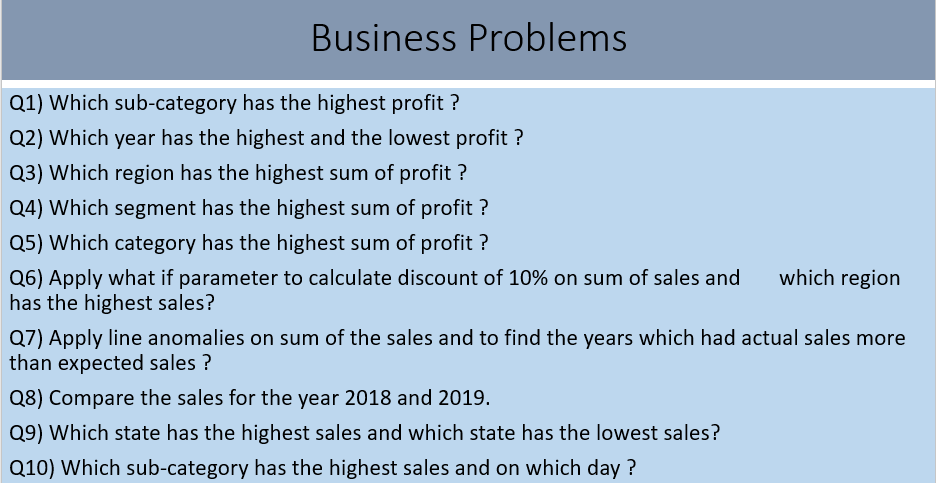 Business Problems
Q1) Which sub-category has the highest profit ?
Q2) Which year has the highest and the lowest profit ?
Q3) Which region has the highest sum of profit ?
Q4) Which segment has the highest sum of profit ?
Q5) Which category has the highest sum of profit ?
Q6) Apply what if parameter to calculate discount of 10% on sum of sales and      which region
has the highest sales?
Q7) Apply line anomalies on sum of the sales and to find the years which had actual sales more
than expected sales ?
Q8) Compare the sales for the year 2018 and 2019.
Q9) Which state has the highest sales and which state has the lowest sales?
Q10) Which sub-category has the highest sales and on which day ?